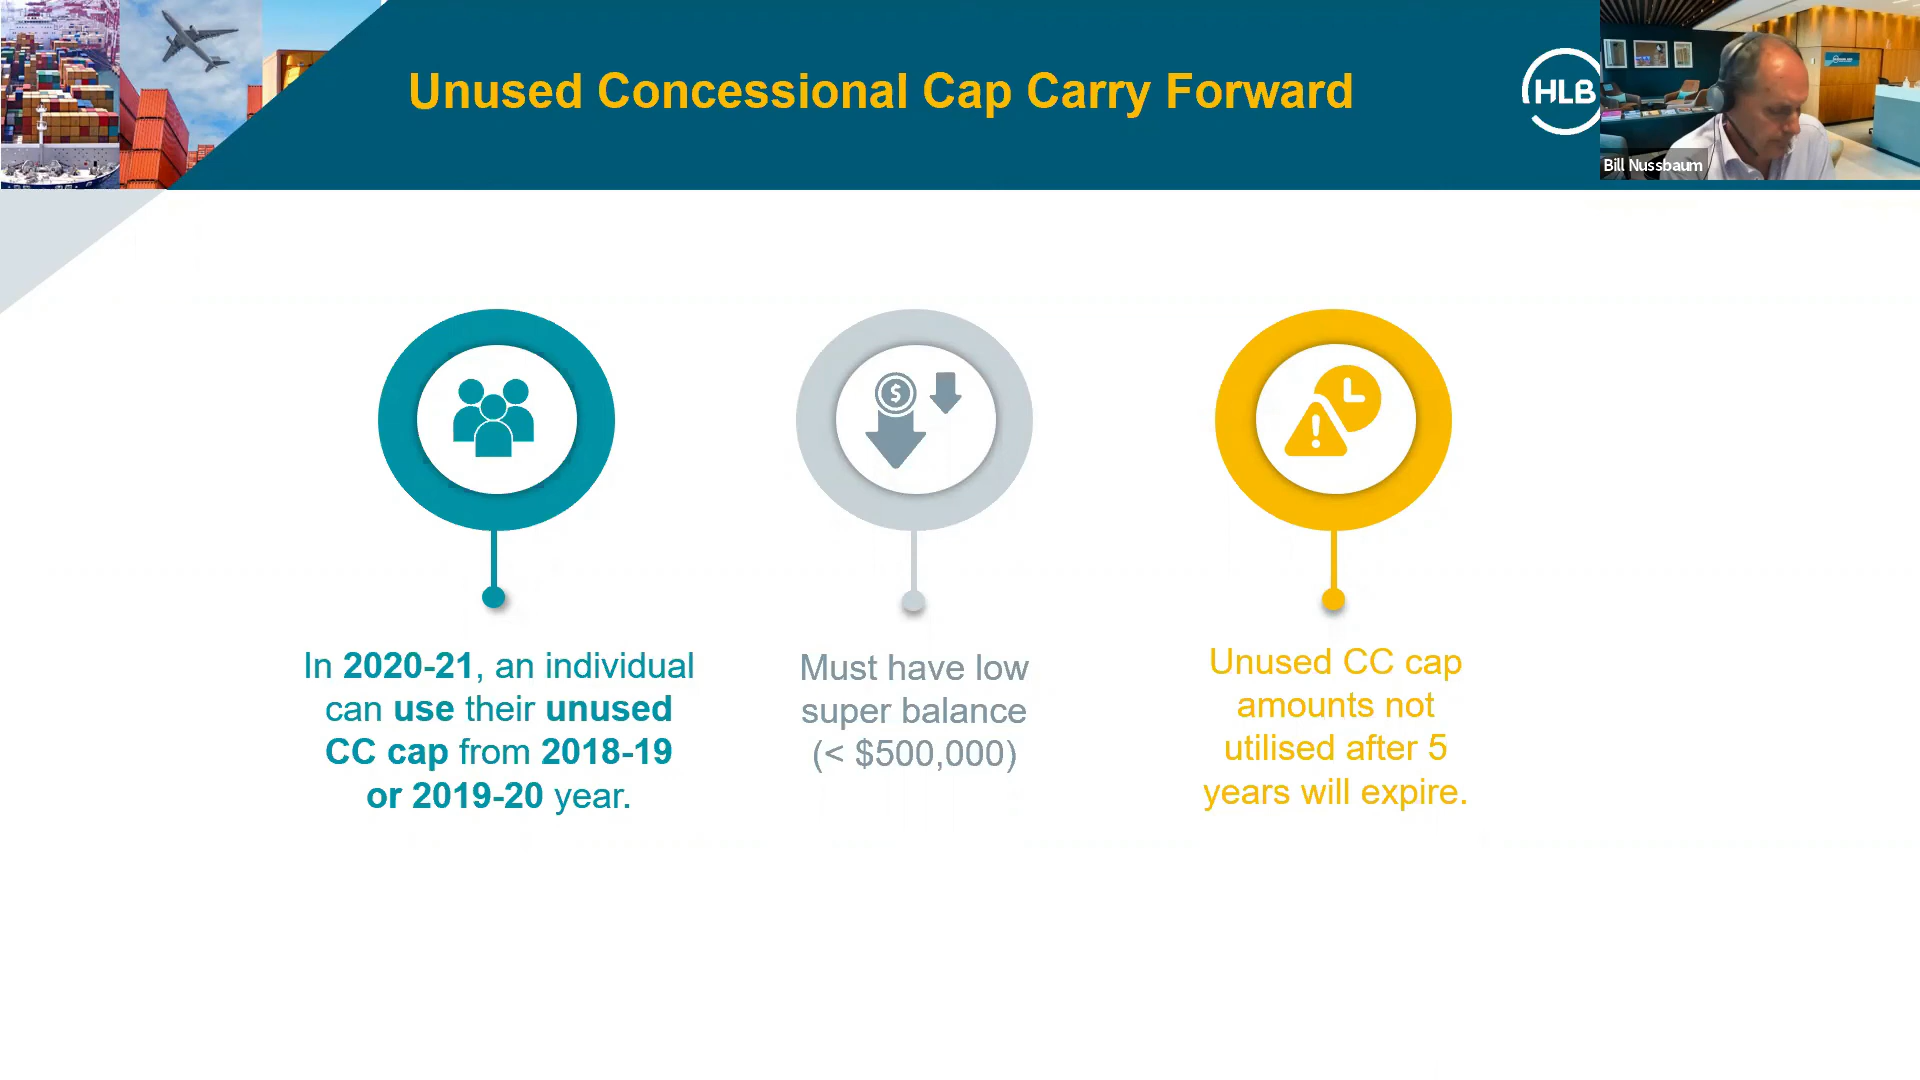 Unused Concessional Cap Carry Forward
HLB
Bill Nussbaum
In 2020-21, an individual
can use their unused
CC cap from 2018-19
or 2019-20 year.
$
Must have low
super balance
(< $500,000)
!
Unused CC cap
amounts not
utilised after 5
years will expire.